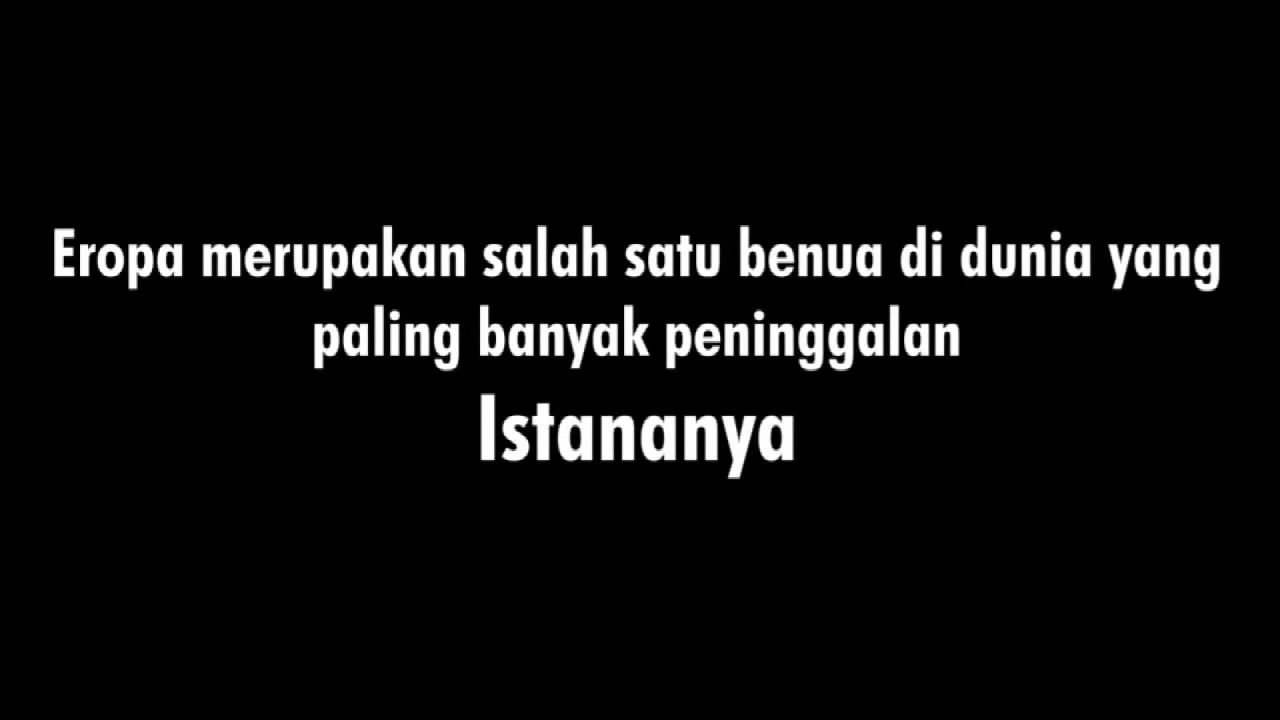 Eropa merupakan salah satu benua di dunia yang
paling banyak peninggalan
Istananya